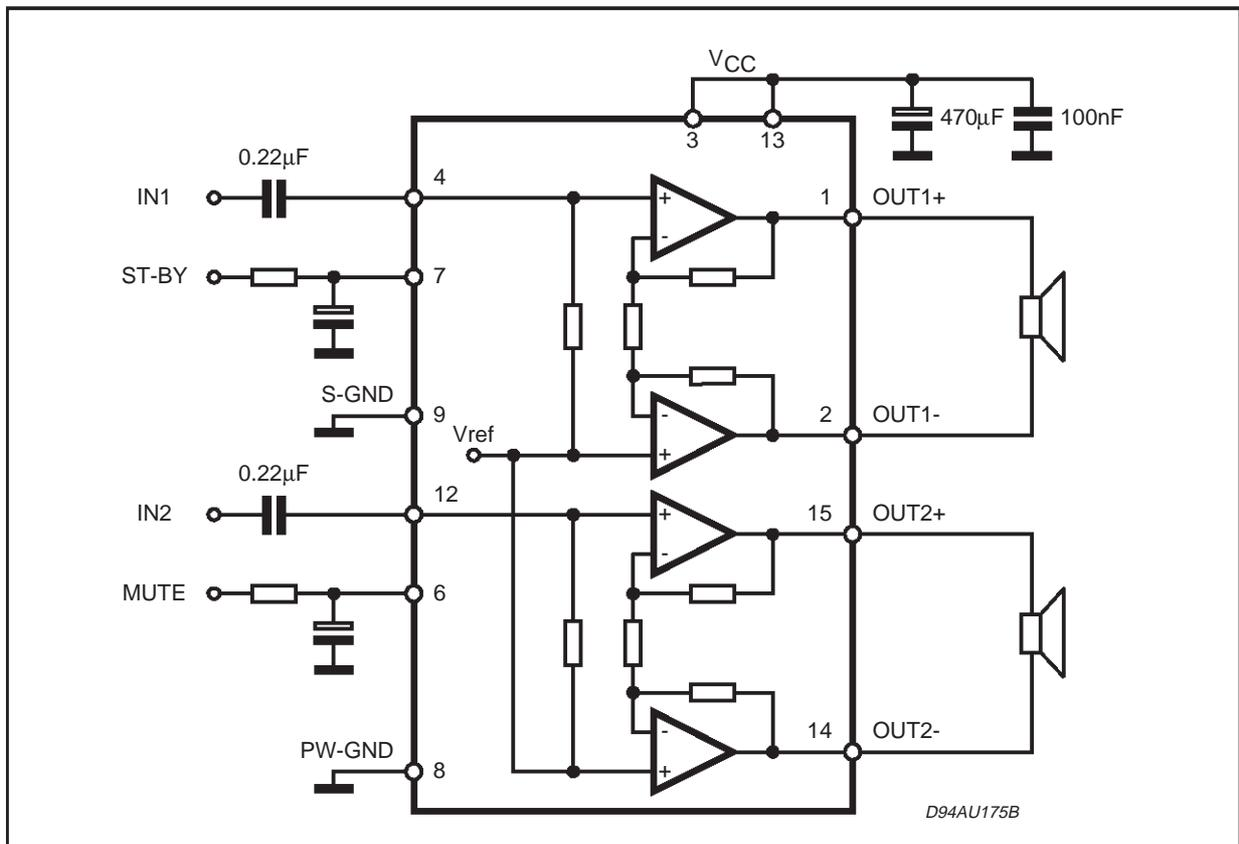 VCC
470µF
100nF
3
13
0.22µF
IN1
4
+
-
1
OUT1+
ST-BY
7
S-GND
9
-
+
2
OUT1-
Vref
0.22µF
IN2
12
+
-
15
OUT2+
MUTE
6
-
+
14
OUT2-
PW-GND
8
D94AU175B